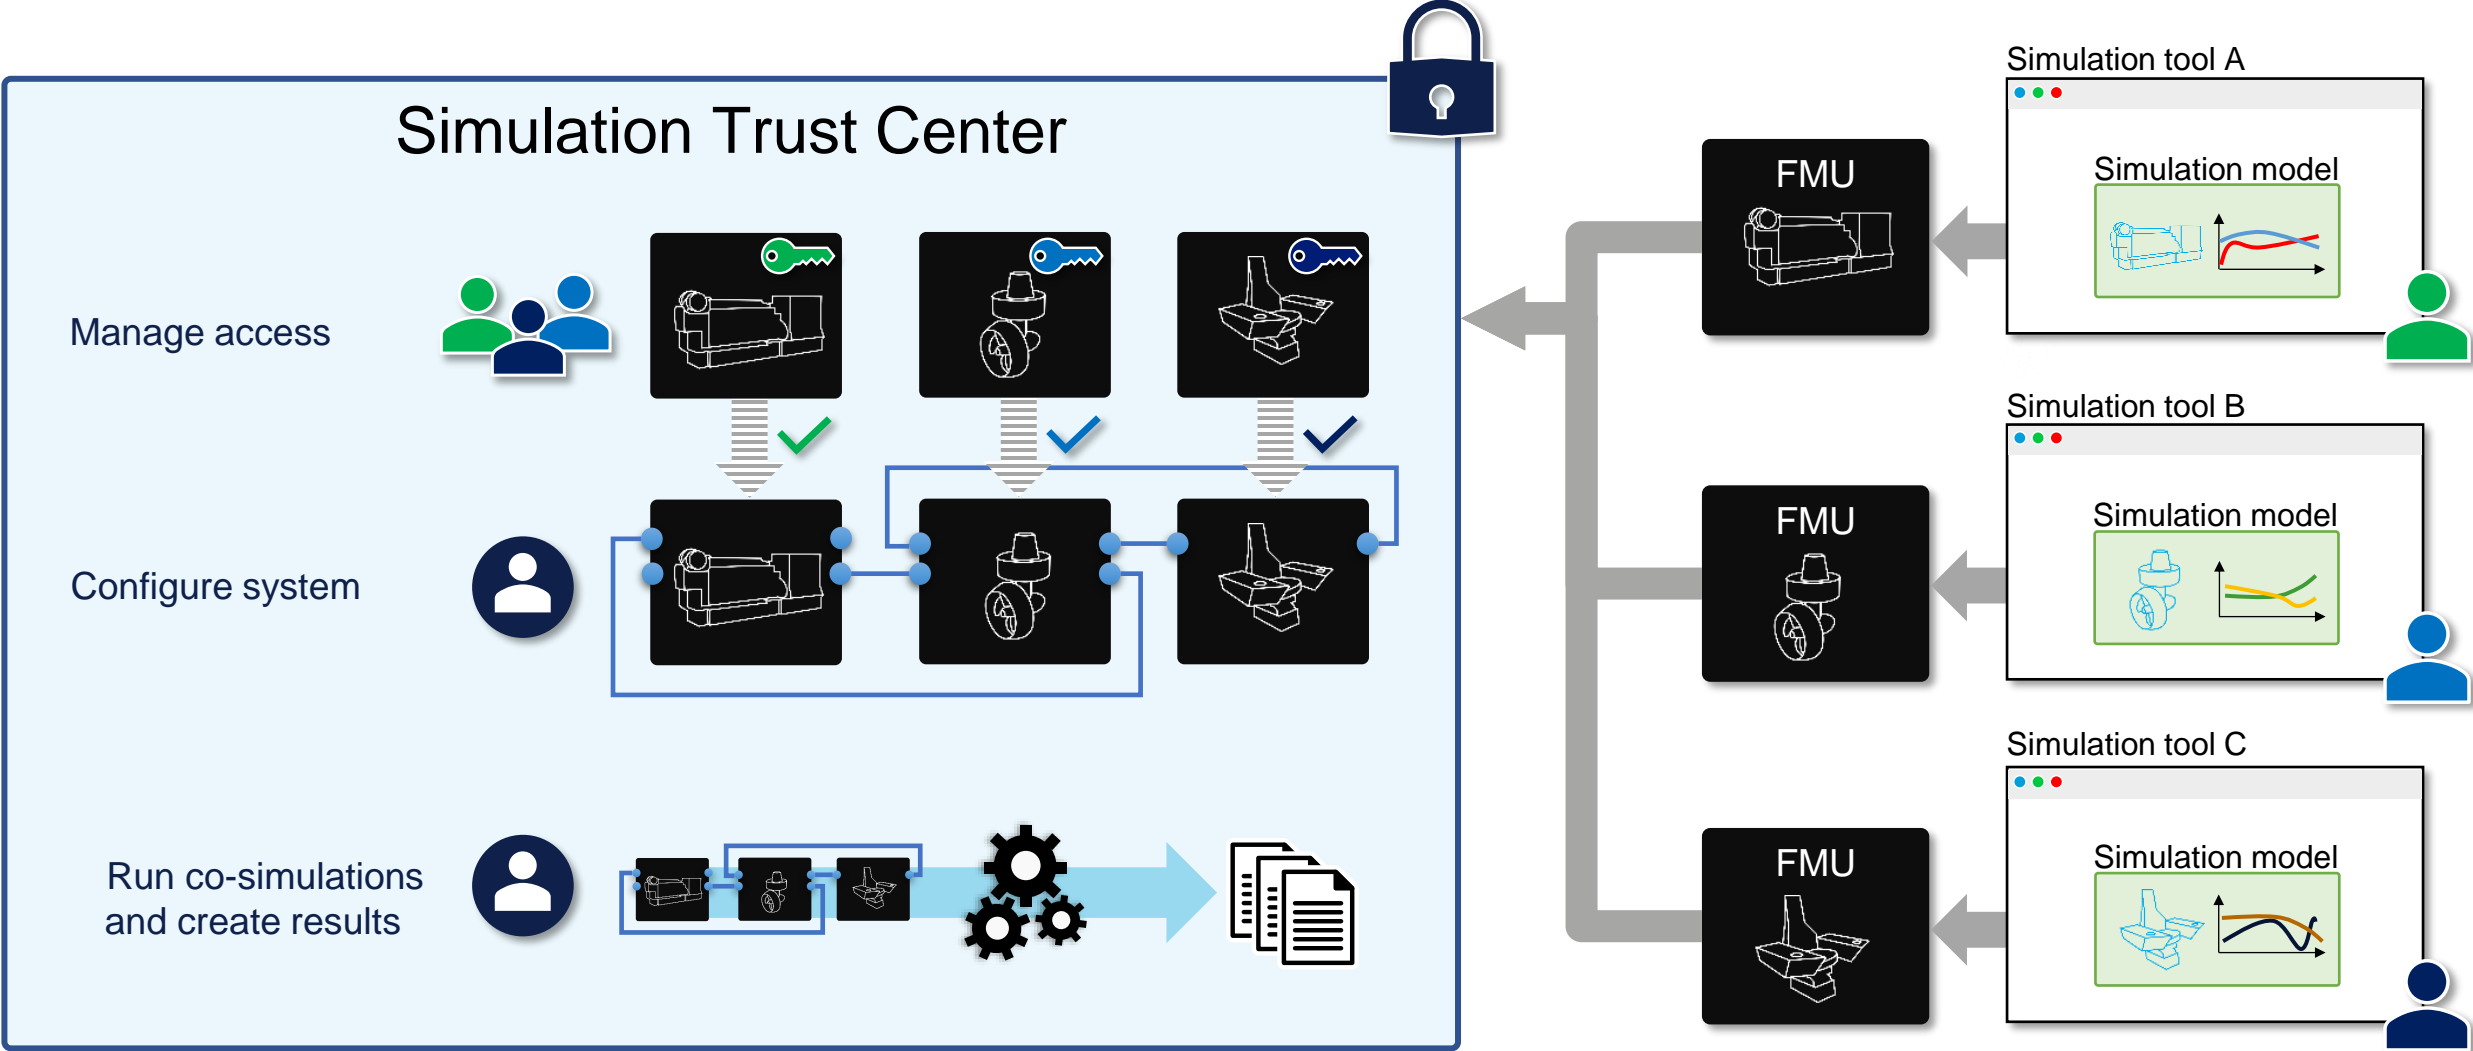 Simulation Trust Center
Manage access
Configure system
Run co-simulations
and create results
Simulation tool A
FMU
Simulation model
Simulation tool B
FMU
Simulation model
Simulation tool C
FMU
Simulation model